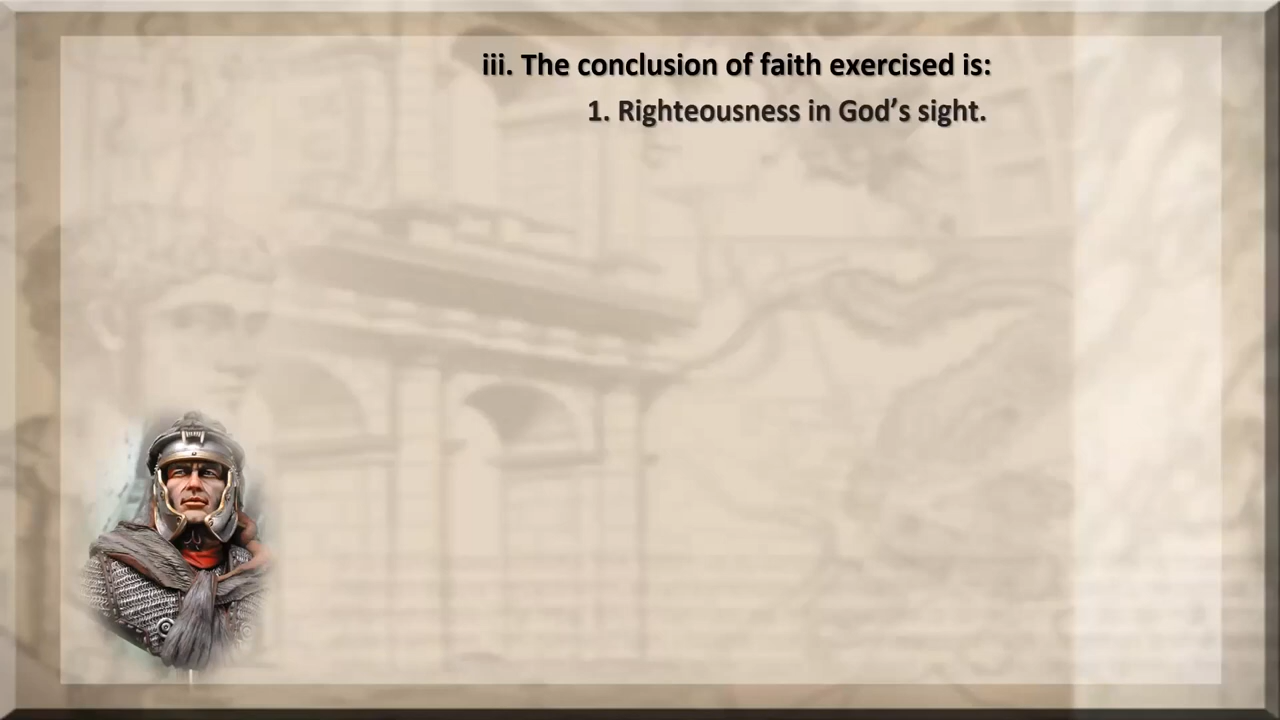 iii. The conclusion of faith exercised is:
1. Righteousness in God’s sight.